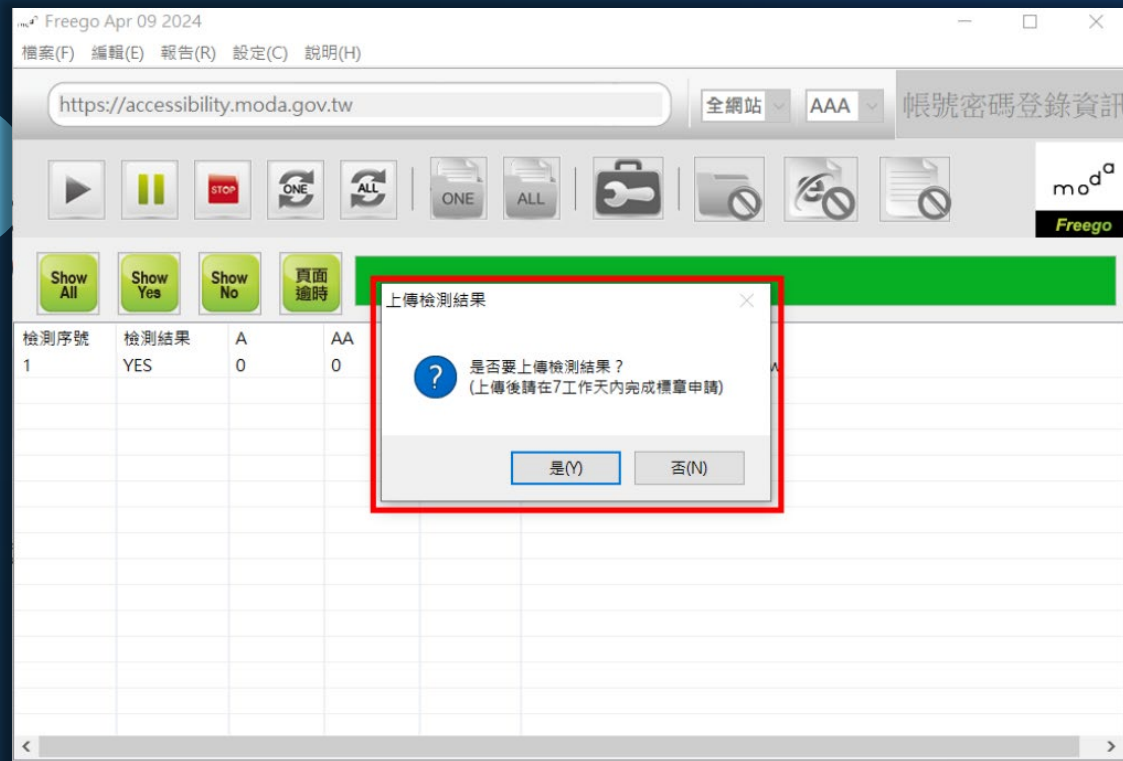 moda Freego Apr 09 2024
檔案(F) 編輯(E) 報告(R) 設定(C) 說明(H)
https://accessibility.moda.gov.tw 全網站 AAA 帳號密碼登錄資訊
STOP ONE ALL ONE ALL moda
Freego
Show All Show Yes Show No 頁面逾時
檢測序號 檢測結果 A AA
1 YES 0 0
上傳檢測結果
是否要上傳檢測結果？
(上傳後請在7工作天內完成標章申請)
是(Y) 否(N)